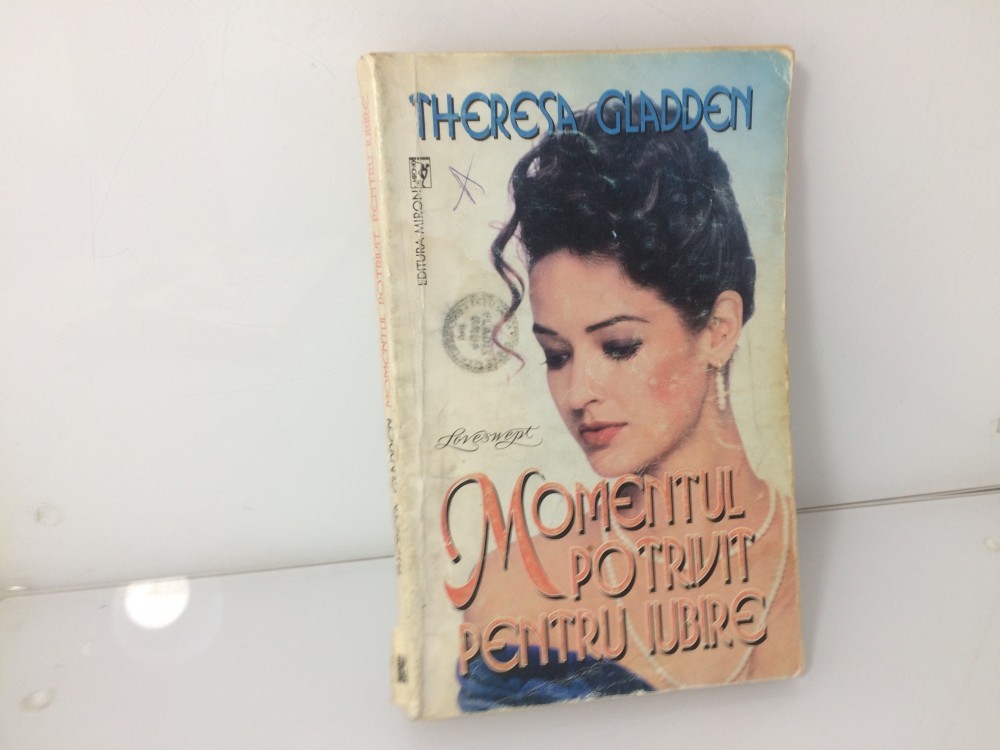 THERESA GLADDEN
EDITURA MIRON
Loveswept
MOMENTUL
POTRIVIT
PENTRU IUBIRE
MOMENTUL POTRIVIT PENTRU IUBIRE